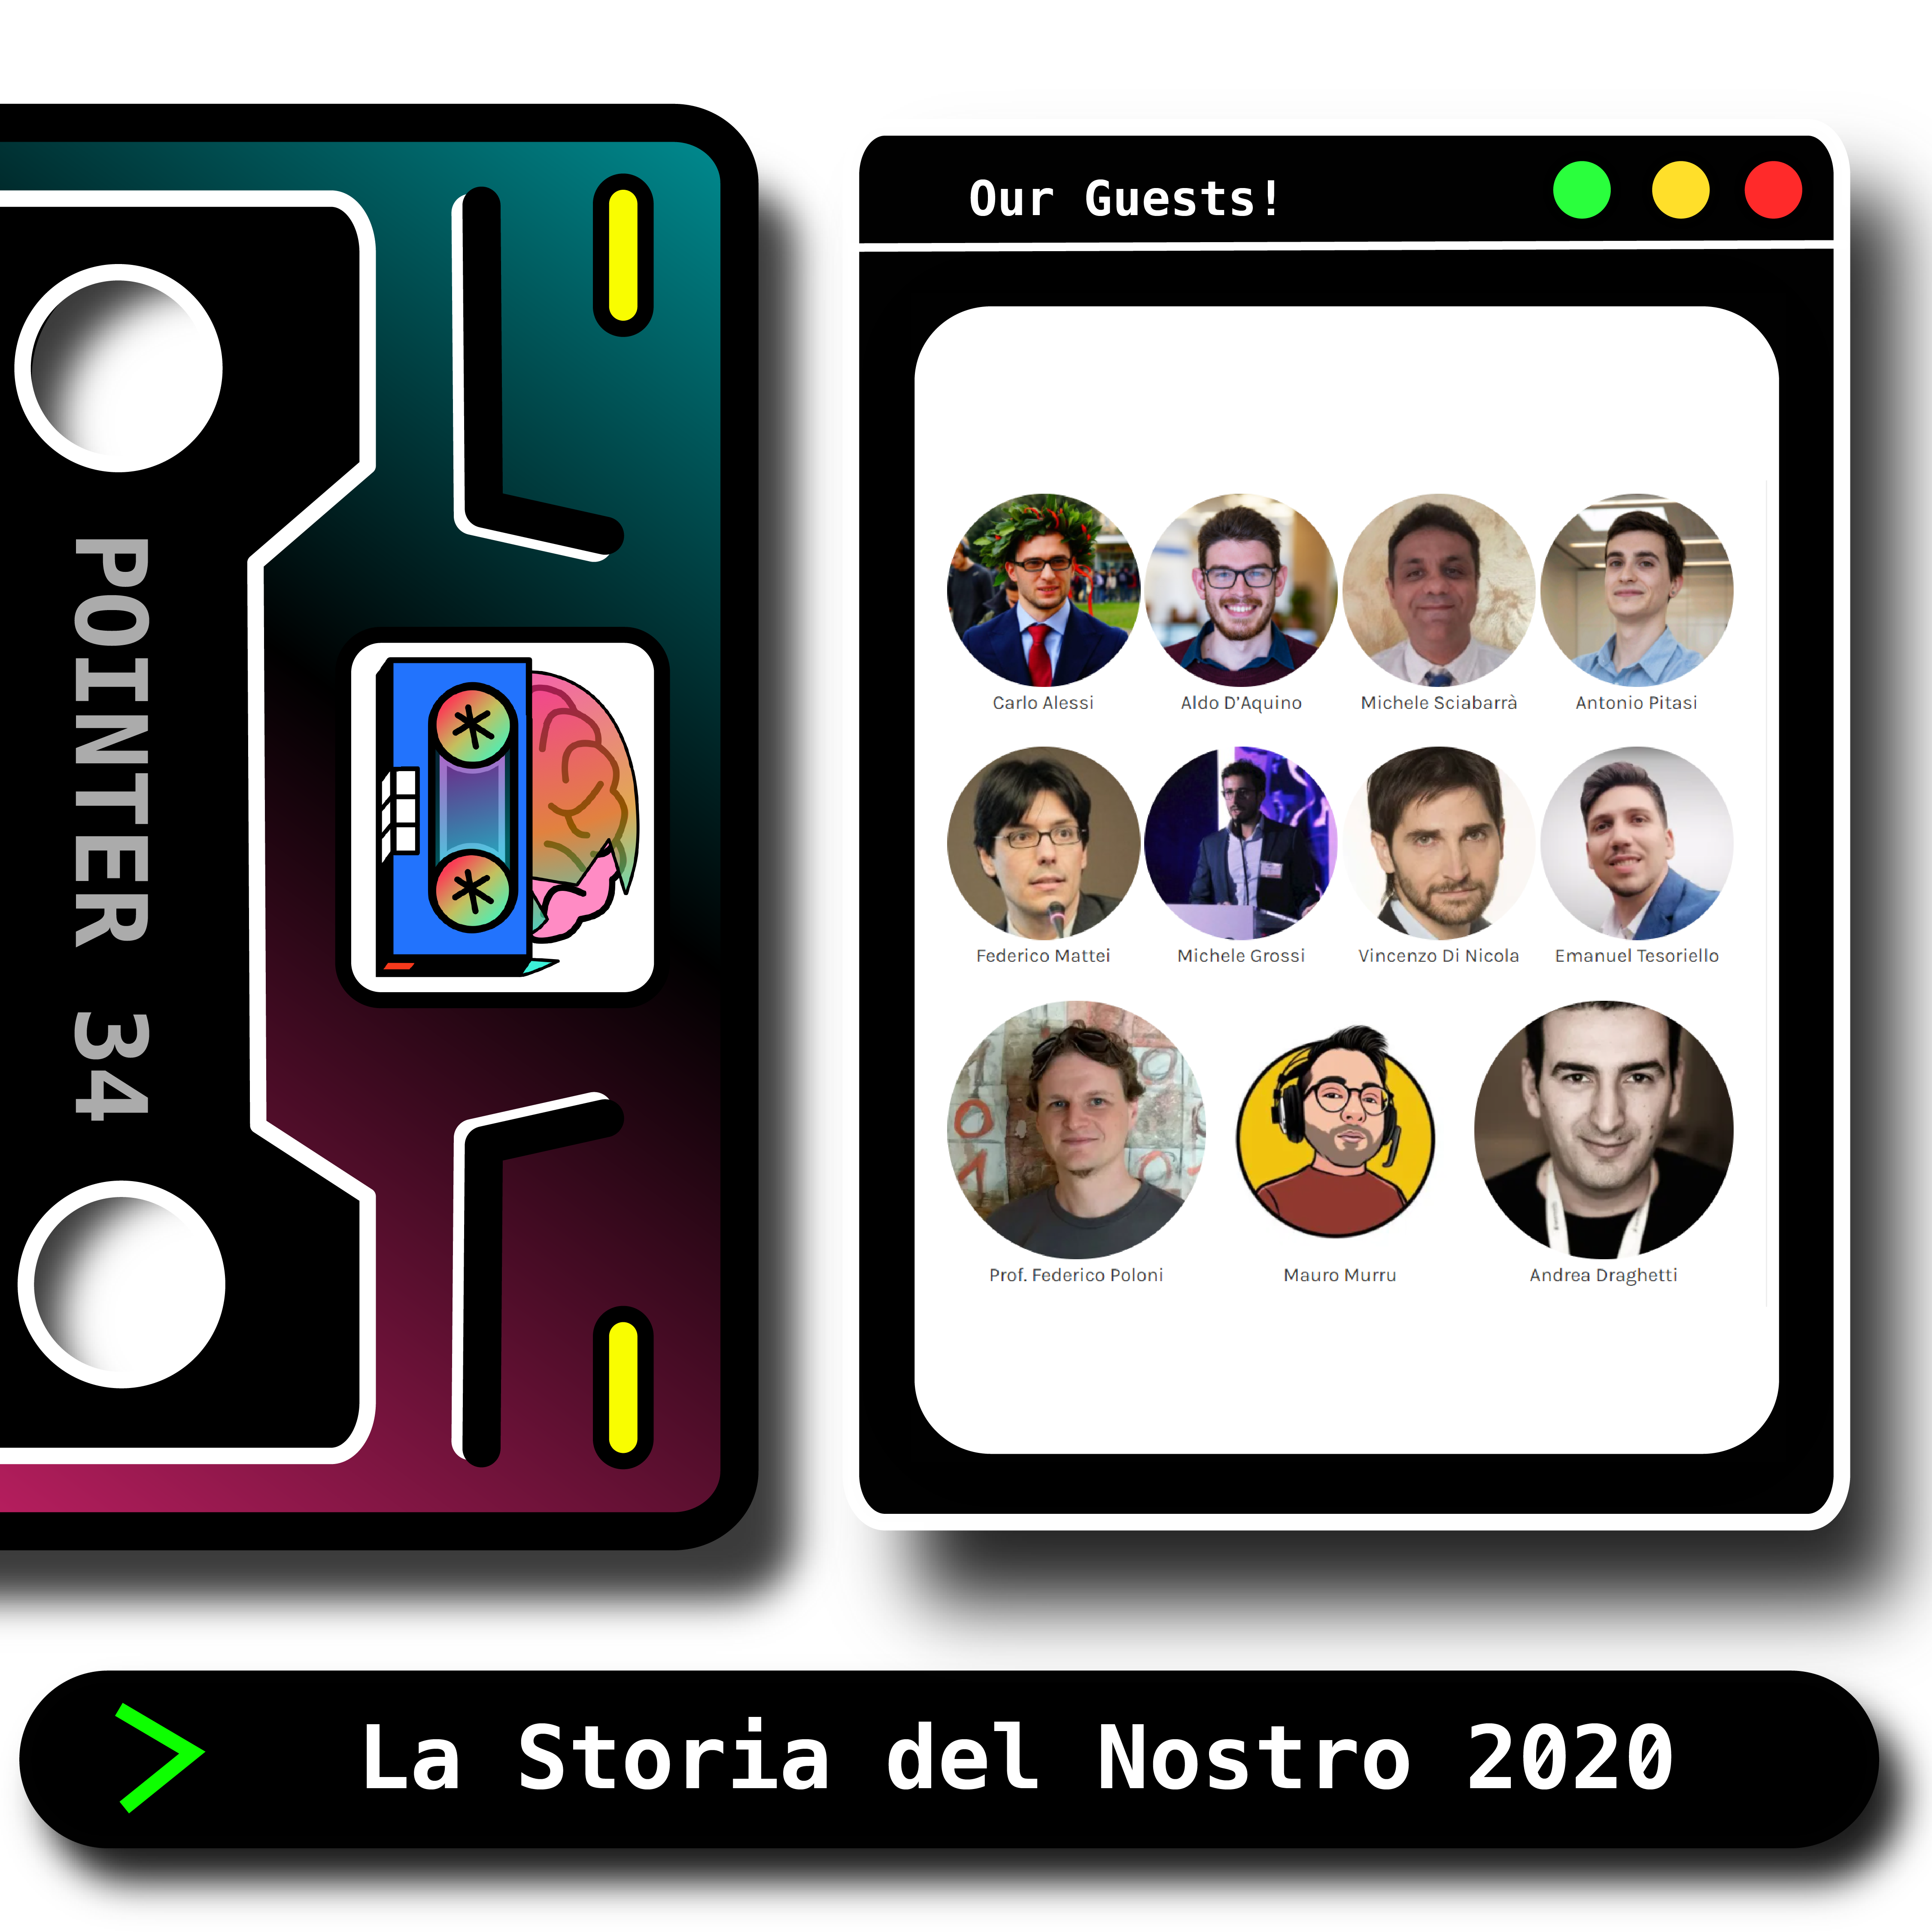 POINTER 34
Our Guests!
Carlo Alessi
Aldo D'Aquino
Michele Sciabarrà
Antonio Pitasi
Federico Mattei
Michele Grossi
Vincenzo Di Nicola
Emanuel Tesoriello
Prof. Federico Poloni
Mauro Murru
Andrea Draghetti
> La Storia del Nostro 2020